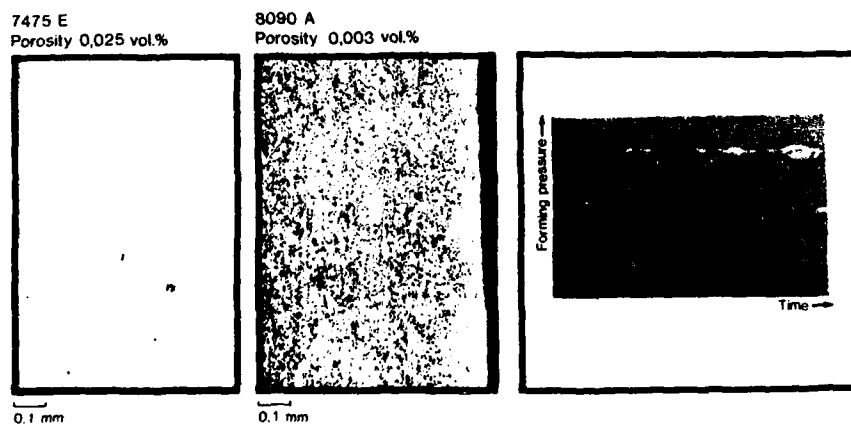 7475 E
Porosity 0,025 vol.%
8090 A
Porosity 0,003 vol.%
Forming pressure
Time
0.1 mm
0.1 mm